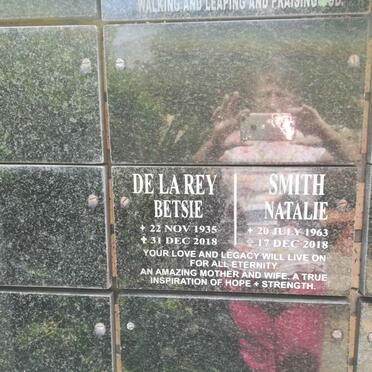 WALKING AND LEAPING AND PRAISING GOD.
DE LA REY
BETSIE
+ 22 NOV 1935
+ 31 DEC 2018
SMITH
NATALIE
+ 20 JULY 1963
+ 17 DEC 2018
YOUR LOVE AND LEGACY WILL LIVE ON
FOR ALL ETERNITY.
AN AMAZING MOTHER AND WIFE. A TRUE
INSPIRATION OF HOPE + STRENGTH.